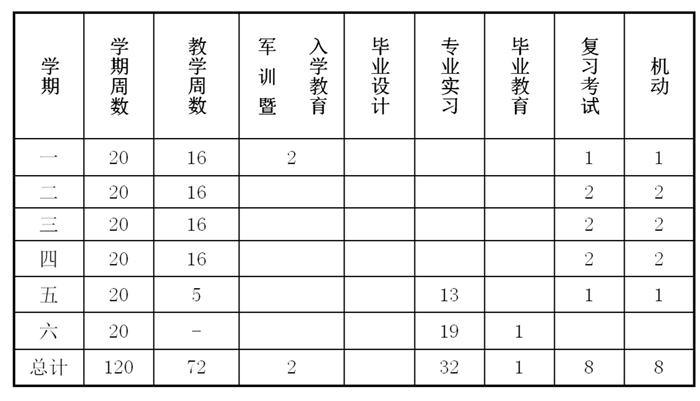 学期 学期周数 教学周数 军训暨入学教育 毕业设计 专业实习 毕业教育 复习考试 机动
一 20 16 2 1 1
二 20 16 2 2
三 20 16 2 2
四 20 16 2 2
五 20 5 13 1 1
六 20 - 19 1
总计 120 72 2 32 1 8 8